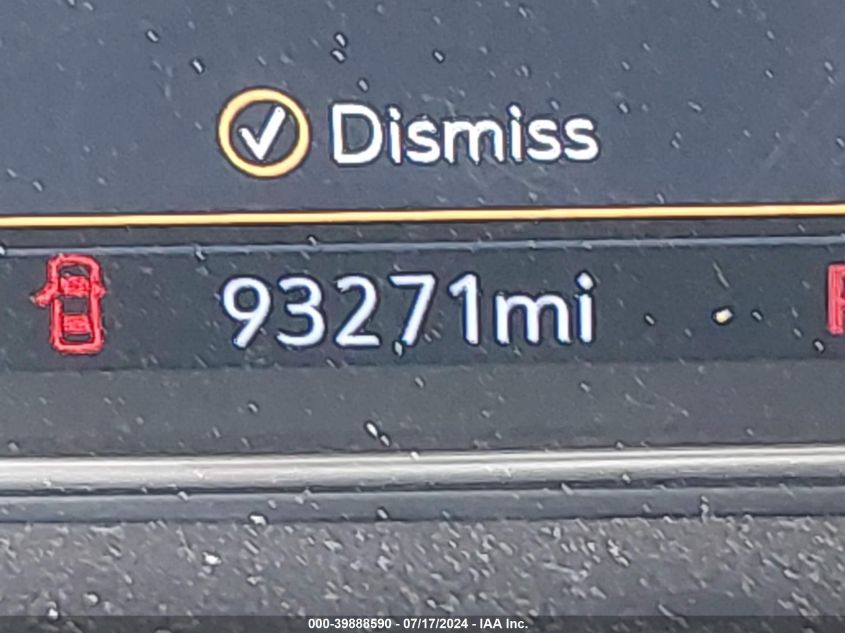 Dismiss
93271mi
000-39888590 - 07/17/2024 - IAA Inc.